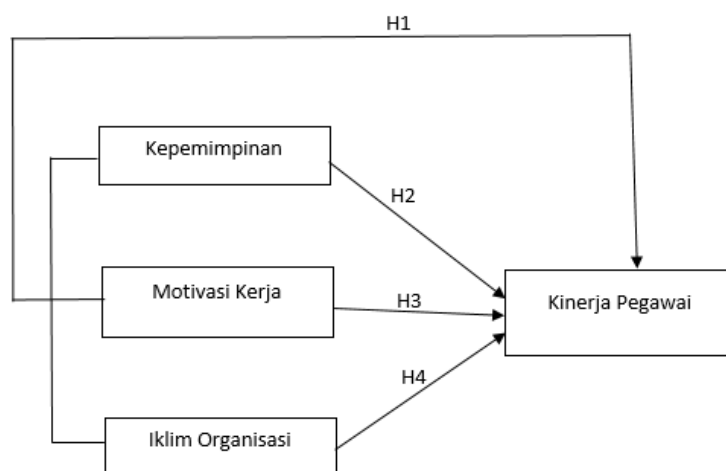 H1
Kepemimpinan
H2
Motivasi Kerja
H3
Kinerja Pegawai
H4
Iklim Organisasi